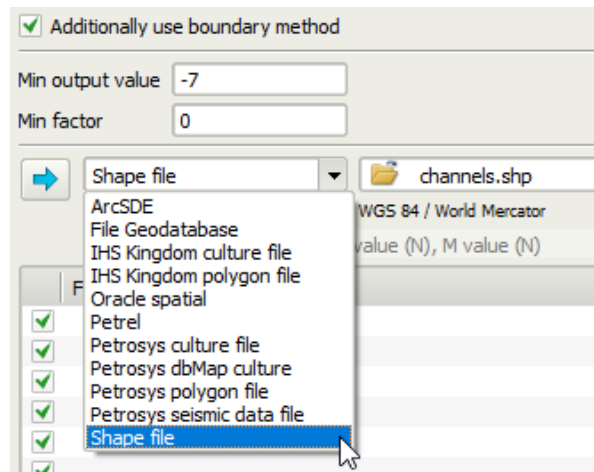 Additionally use boundary method
Min output value -7
Min factor 0
Shape file channels.shp
ArcSDE
WGS 84 / World Mercator
File Geodatabase
IHS Kingdom culture file
value (N), M value (N)
IHS Kingdom polygon file
F
Oracle spatial
Petrel
Petrosys culture file
Petrosys dbMap culture
Petrosys polygon file
Petrosys seismic data file
Shape file